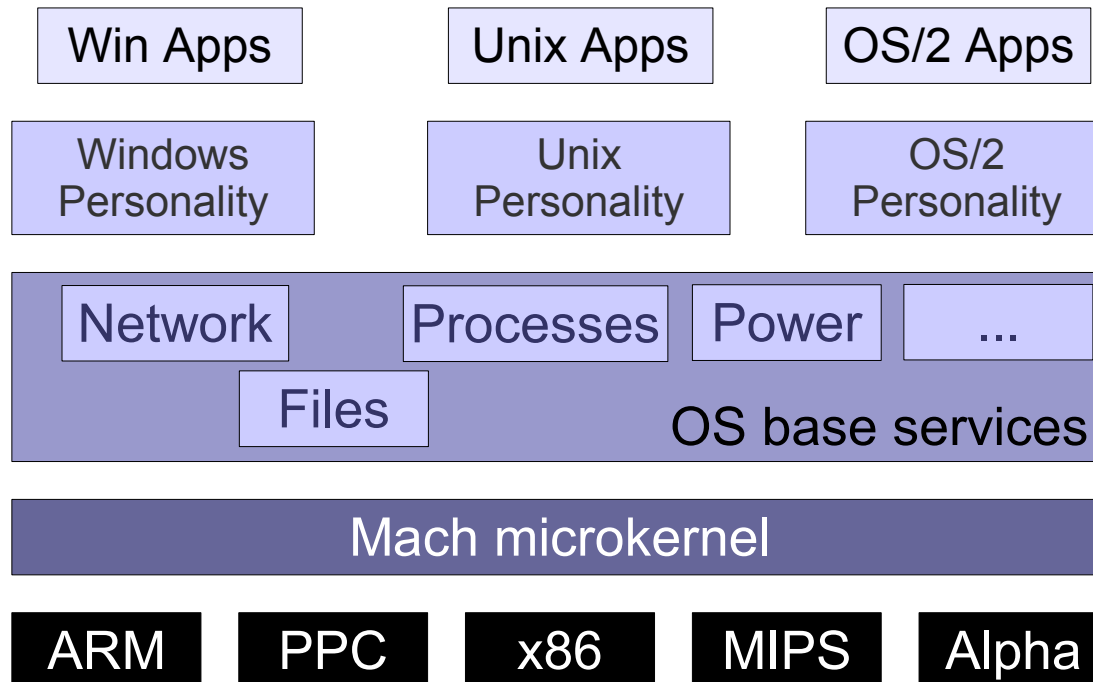 Win Apps
Unix Apps
OS/2 Apps
Windows
Personality
Unix
Personality
OS/2
Personality
Network
Processes
Power
...
Files
OS base services
Mach microkernel
ARM
PPC
x86
MIPS
Alpha